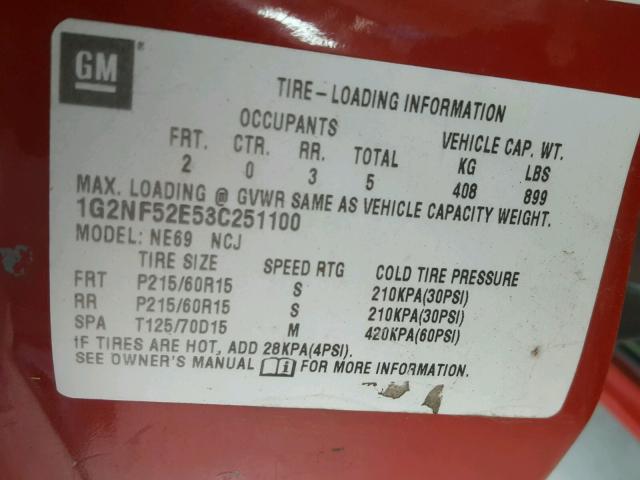 GM
®
TIRE-LOADING INFORMATION
OCCUPANTS VEHICLE CAP. WT.
FRT. CTR. RR. TOTAL KG LBS
2 0 3 5 408 899
MAX. LOADING @ GVWR SAME AS VEHICLE CAPACITY WEIGHT.
1G2NF52E53C251100
MODEL: NE69 NCJ
TIRE SIZE SPEED RTG COLD TIRE PRESSURE
FRT P215/60R15 S 210KPA(30PSI)
RR P215/60R15 S 210KPA(30PSI)
SPA T125/70D15 M 420KPA(60PSI)
IF TIRES ARE HOT, ADD 28KPA(4PSI).
SEE OWNER'S MANUAL i FOR MORE INFORMATION.